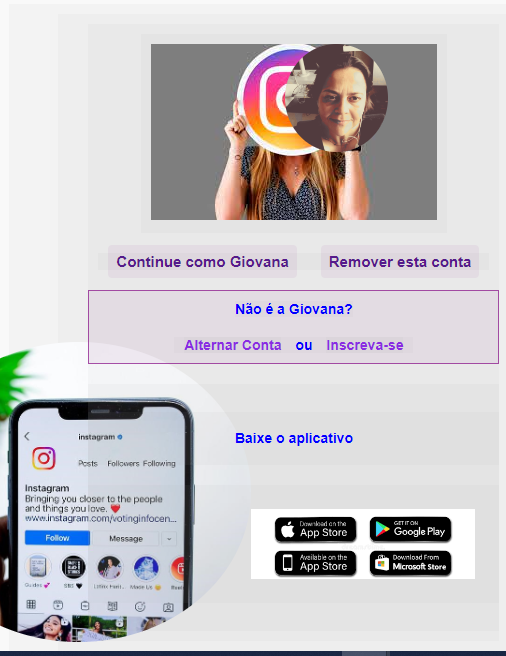 Continue como Giovana
Remover esta conta
Não é a Giovana?
Alternar Conta ou Inscreva-se
Baixe o aplicativo
instagram
Posts Followers Following
Instagram
Bringing you closer to the people
and things you love. ❤️
www.instagram.com/votinginfocen...
Follow
Message
Guides 💕
Made Us
Download on the
App Store
GET IT ON
Google Play
Available on the
App Store
Download From
Microsoft Store